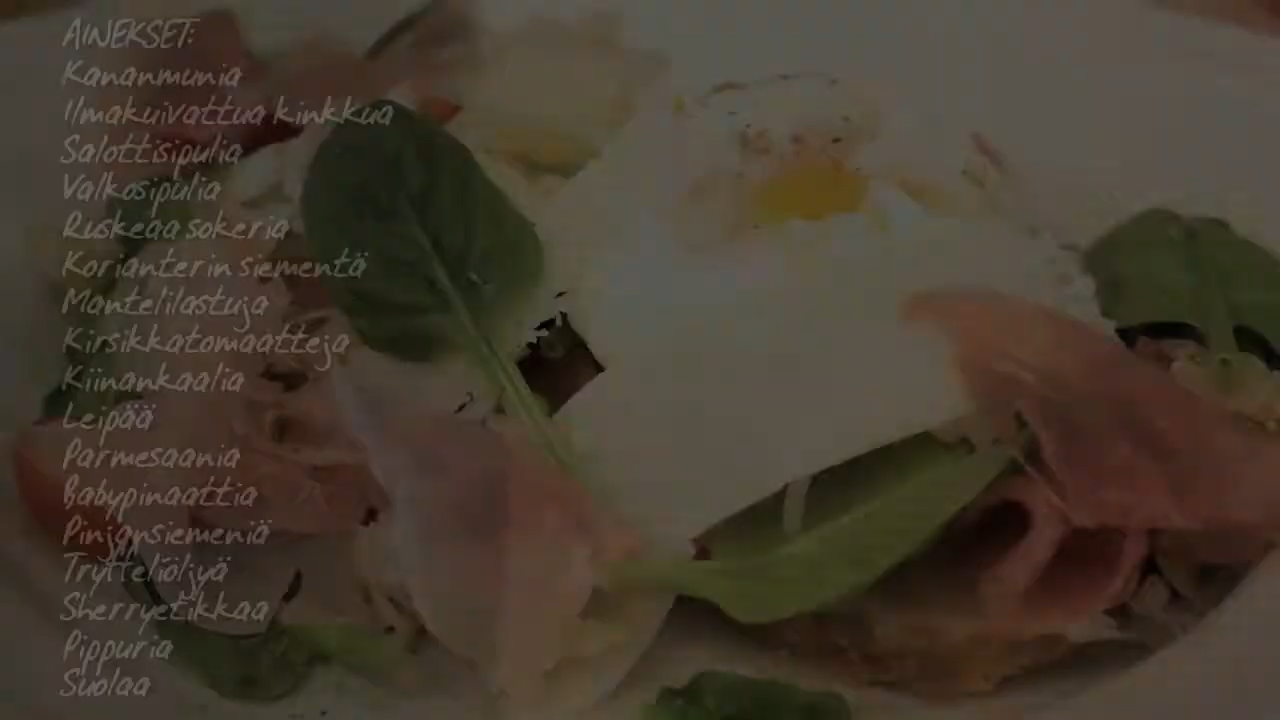 AINEKSET:
Kananmunia
Ilmakuivattua kinkkua
Salottisipulia
Valkosipulia
Ruskeaa sokeria
Korianterin siementä
Mantelilastuja
Kirsikkatomaatteja
Kiinankaalia
Leipää
Parmesaania
Babypinaattia
Pinjansiemeniä
Tryffeliöljyä
Sherryetikkaa
Pippuria
Suolaa